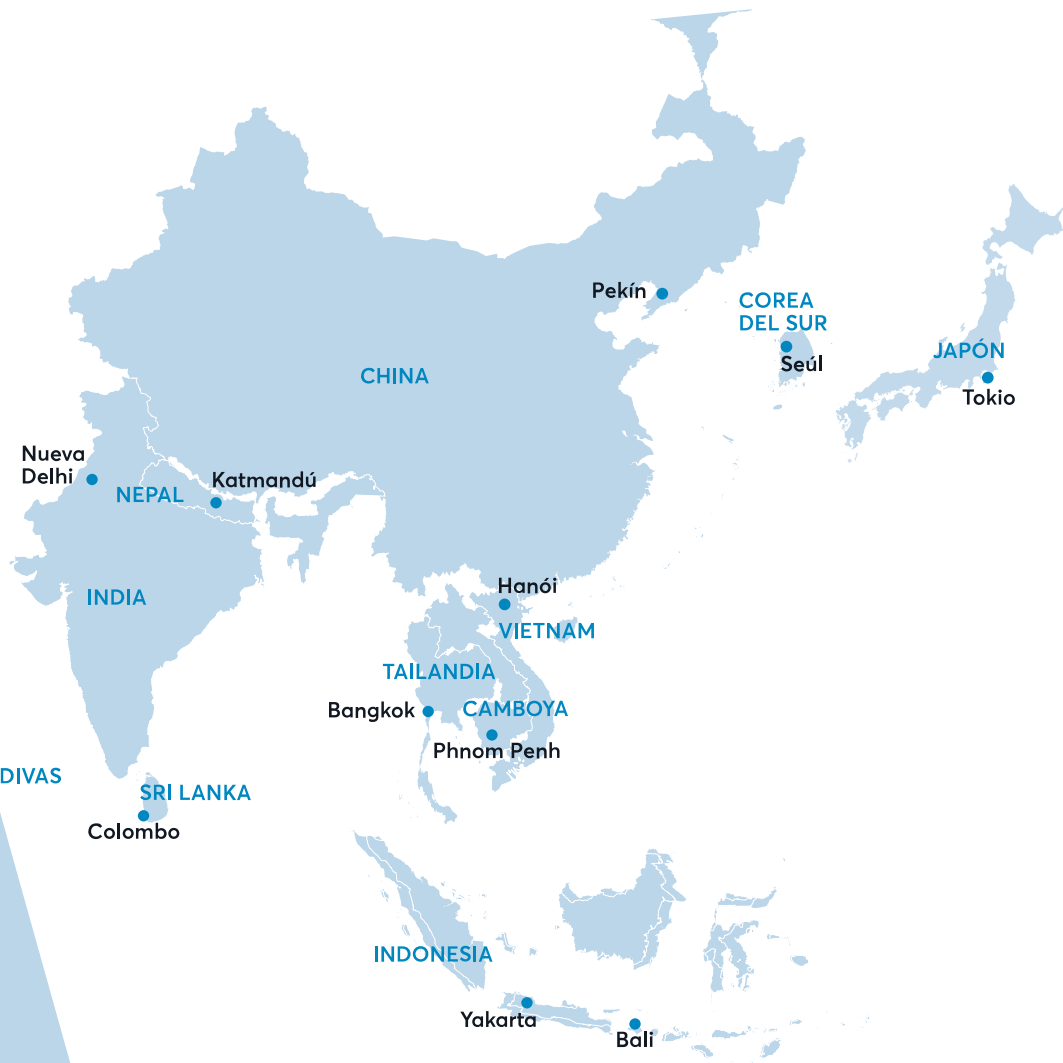 Pekín
COREA
DEL SUR
Seúl
JAPÓN
Tokio
CHINA
Nueva
Delhi
NEPAL
Katmandú
INDIA
Hanói
VIETNAM
TAILANDIA
Bangkok
CAMBOYA
Phnom Penh
DIVAS
SRI LANKA
Colombo
INDONESIA
Yakarta
Bali